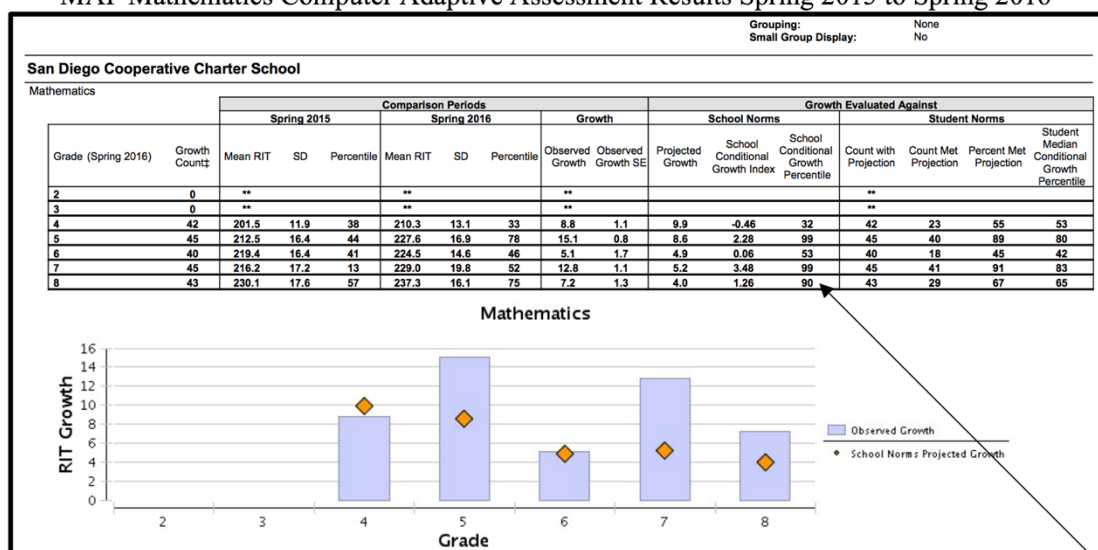 MAP Mathematics Computer Adaptive Assessment Results Spring 2015 to Spring 2016
Grouping: None
Small Group Display: No
San Diego Cooperative Charter School
Mathematics
Comparison Periods Growth Evaluated Against
Spring 2015 Spring 2016 Growth School Norms Student Norms
Grade (Spring 2016) Growth Count‡ Mean RIT SD Percentile Mean RIT SD Percentile Observed Growth Observed Growth SE Projected Growth School Conditional Growth Index School Conditional Growth Percentile Count with Projection Count Met Projection Percent Met Projection Student Median Conditional Growth Percentile
2 0 ** ** ** **
3 0 ** ** ** **
4 42 201.5 11.9 38 210.3 13.1 33 8.8 1.1 9.9 -0.46 32 42 23 55 53
5 45 212.5 16.4 44 227.6 16.9 78 15.1 0.8 8.6 2.28 99 45 40 89 80
6 40 219.4 16.4 41 224.5 14.6 46 5.1 1.7 4.9 0.06 53 40 18 45 42
7 45 216.2 17.2 13 229.0 19.8 52 12.8 1.1 5.2 3.48 99 45 41 91 83
8 43 230.1 17.6 57 237.3 16.1 75 7.2 1.3 4.0 1.26 90 43 29 67 65
Mathematics
RIT Growth
16
14
12
10
8
6
4
2
0
2 3 4 5 6 7 8
Grade
Observed Growth
School Norms Projected Growth